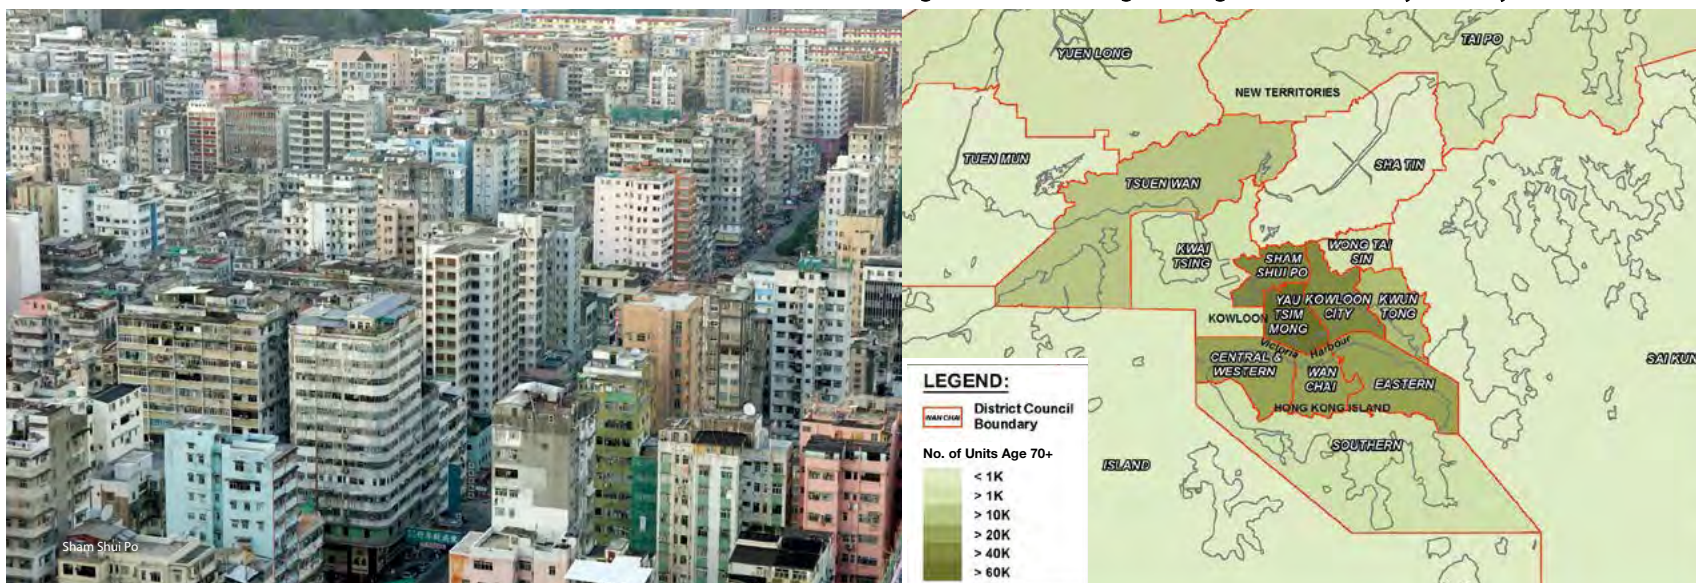 Sham Shui Po
YUEN LONG
TAI PO
NEW TERRITORIES
TUEN MUN
TSUEN WAN
SHA TIN
KWAI
TSING
SHAM
SHUI PO
WONG TAI
SIN
YAU
TSIM
MONG
KOWLOON
CITY
KWUN
TONG
KOWLOON
Victoria Harbour
CENTRAL &
WESTERN
WAN
CHAI
EASTERN
HONG KONG ISLAND
SAI KUN
SOUTHERN
ISLAND
LEGEND:
WAN CHAI
District Council
Boundary
No. of Units Age 70+
< 1K
> 1K
> 10K
> 20K
> 40K
> 60K